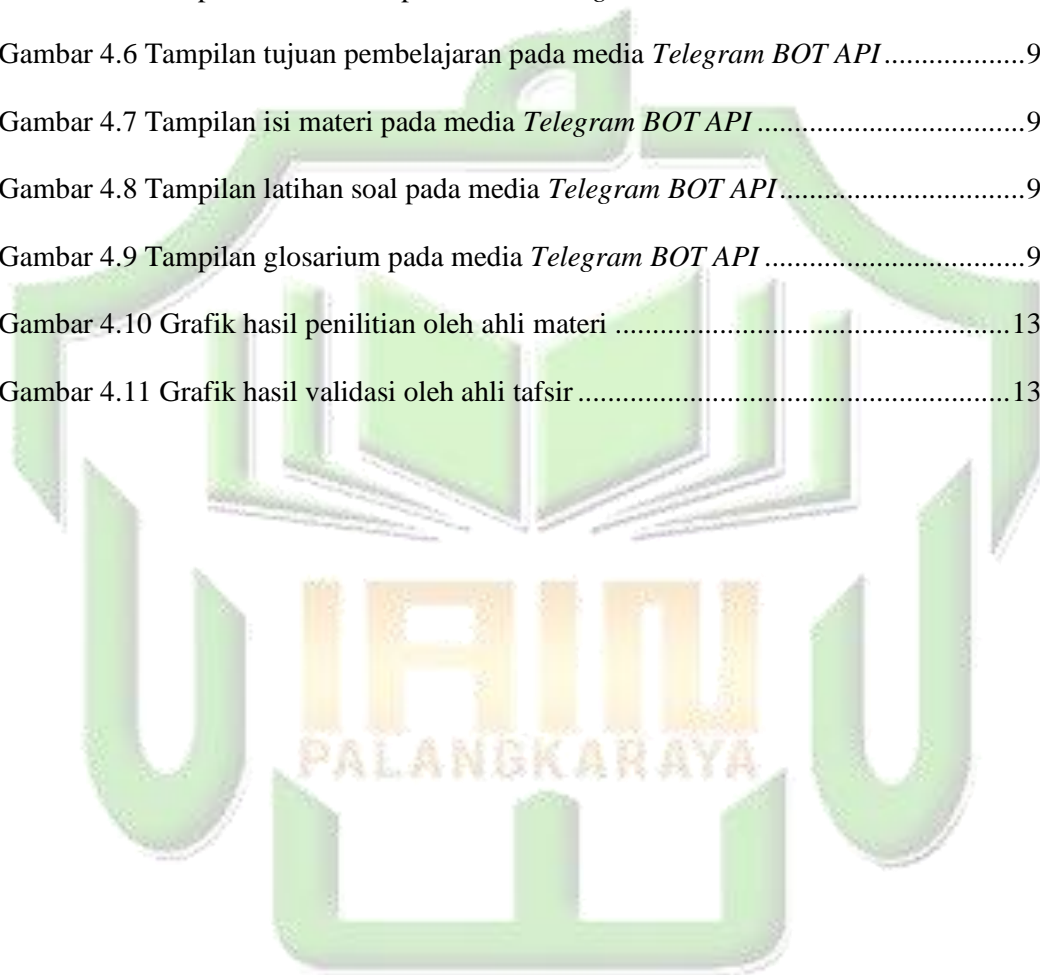 Gambar 4.6 Tampilan tujuan pembelajaran pada media Telegram BOT API...................9
Gambar 4.7 Tampilan isi materi pada media Telegram BOT API ...................................9
Gambar 4.8 Tampilan latihan soal pada media Telegram BOT API................................9
Gambar 4.9 Tampilan glosarium pada media Telegram BOT API ..................................9
Gambar 4.10 Grafik hasil penilitian oleh ahli materi .....................................................13
Gambar 4.11 Grafik hasil validasi oleh ahli tafsir ..........................................................13
IAIN
PALANGKARAYA